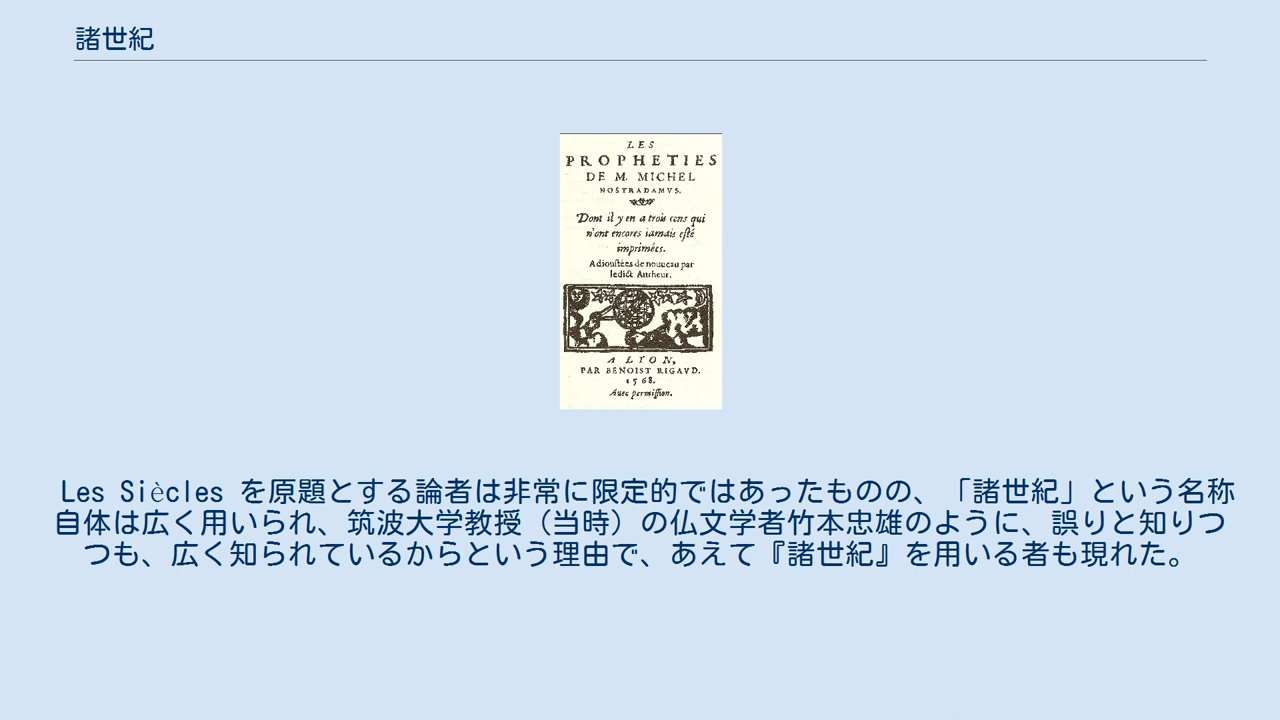 諸世紀
LES
PROPHETIES
DE M. MICHEL
NOSTRADAMVS.
Dont il y en a trois cens qui
n'ont encores iamais esté
imprimées.
Adioustées de nouueau par
ledict Autheur.
A LYON,
PAR BENOIST RIGAVD.
1568.
Auec permission.
Les Siècles を原題とする論者は非常に限定的ではあったものの、「諸世紀」という名称
自体は広く用いられ、筑波大学教授（当時）の仏文学者竹本忠雄のように、誤りと知りつ
つも、広く知られているからという理由で、あえて『諸世紀』を用いる者も現れた。